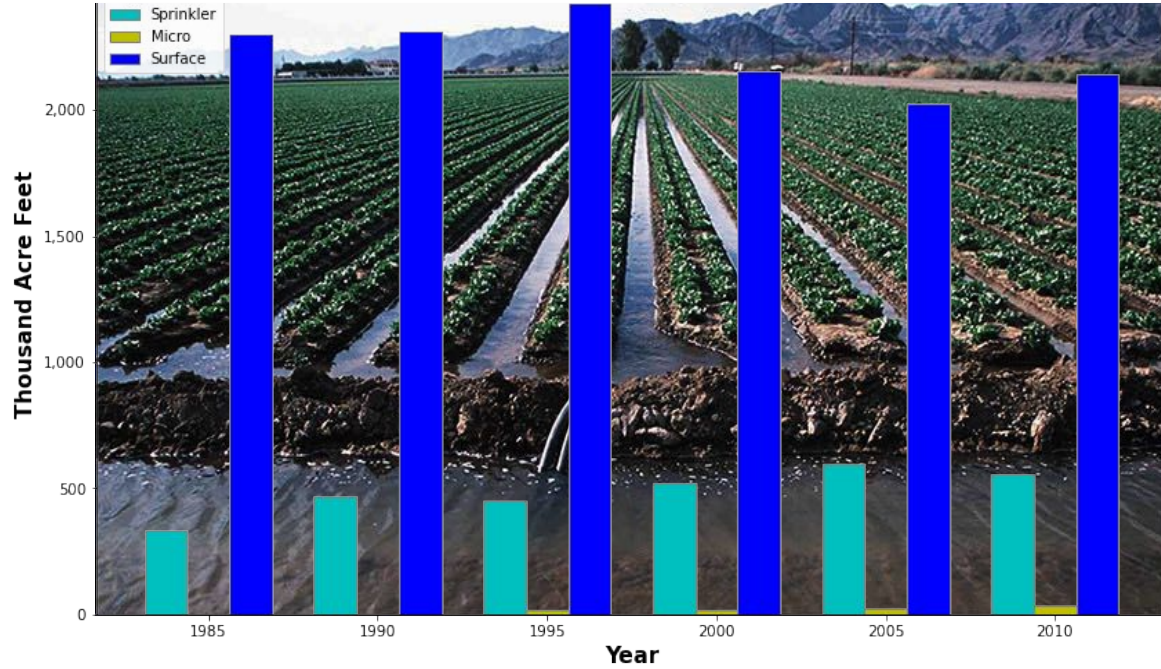 Sprinkler
Micro
Surface
2,000
1,500
1,000
500
0
Thousand Acre Feet
1985 1990 1995 2000 2005 2010
Year